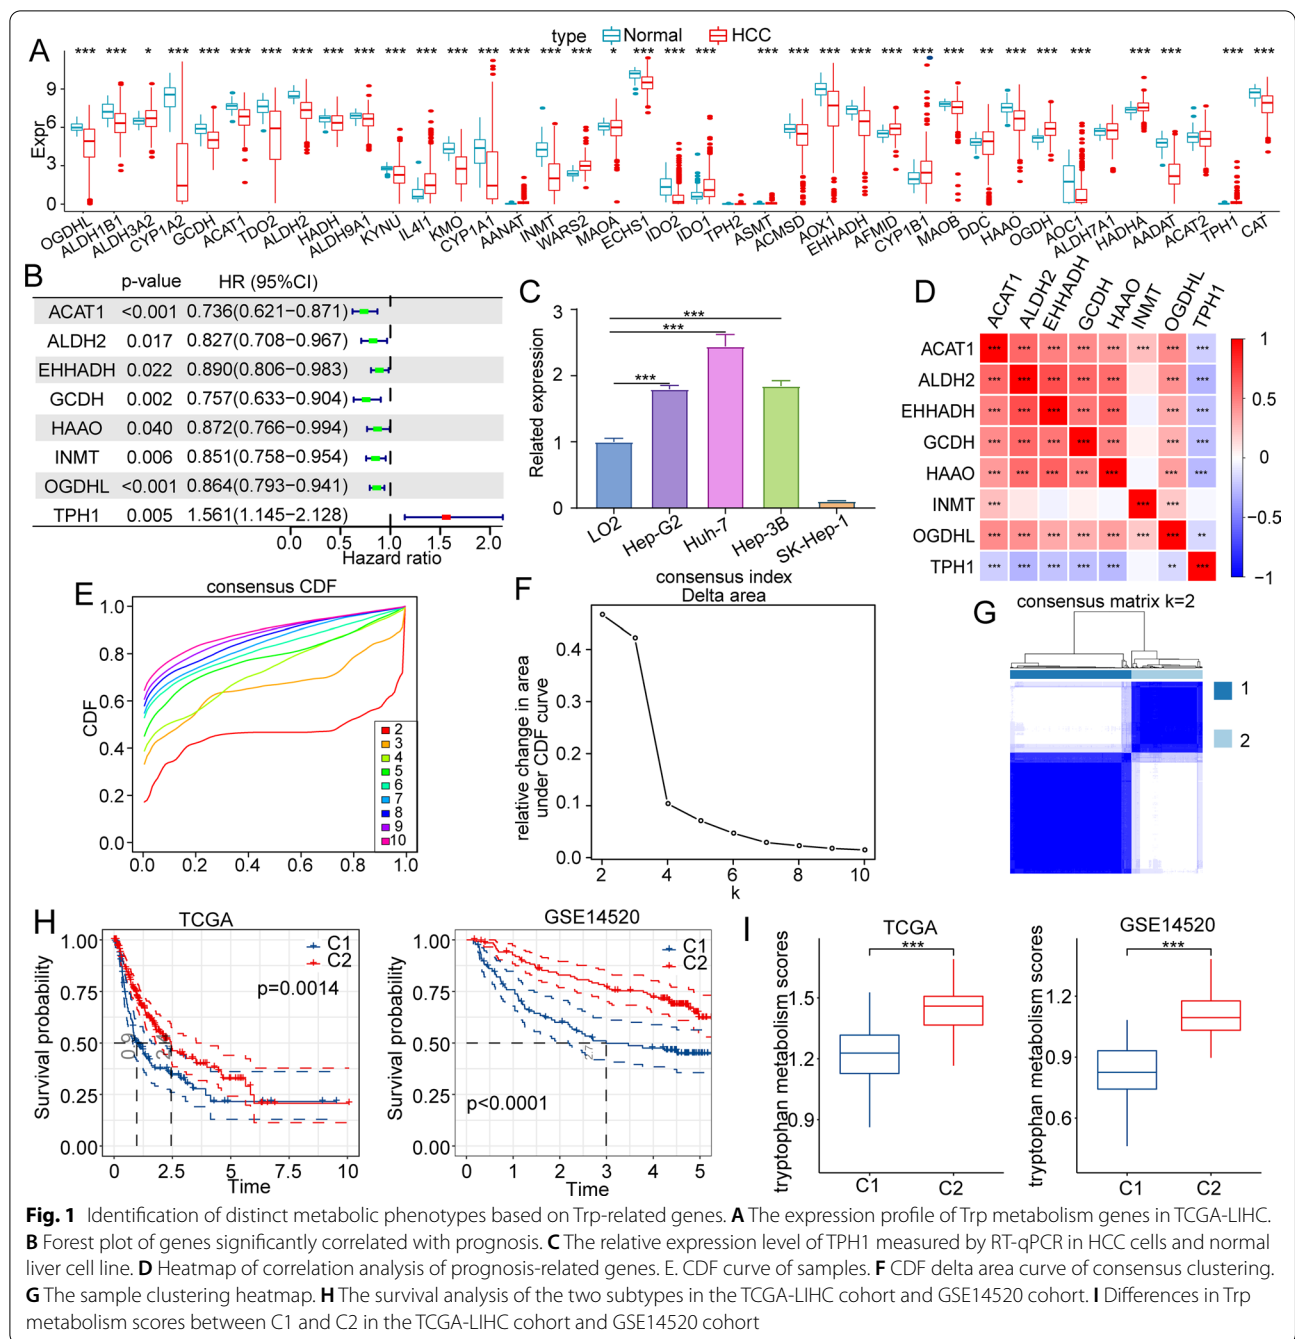 A
type Normal HCC
*** *** * *** *** *** *** *** *** *** *** *** *** *** *** *** *** * *** *** *** *** *** *** *** *** *** *** ** *** *** *** *** *** *** ***
Expr
9
6
3
0
OGDHL ALDH1B1 ALDH3A2 CYP1A2 GCDH ACAT1 TDO2 ALDH2 HADH ALDH9A1 KYNU IL4I1 KMO CYP1A1 AANAT INMT WARS2 MAOA ECHS1 IDO2 IDO1 TPH2 ASMT ACMSD AOX1 EHHADH AFMID CYP1B1 MAOB DDC HAAO OGDH AOC1 ALDH7A1 HADHA AADAT ACAT2 TPH1 CAT
B
p-value HR (95%CI)
ACAT1 <0.001 0.736(0.621−0.871)
ALDH2 0.017 0.827(0.708−0.967)
EHHADH 0.022 0.890(0.806−0.983)
GCDH 0.002 0.757(0.633−0.904)
HAAO 0.040 0.872(0.766−0.994)
INMT 0.006 0.851(0.758−0.954)
OGDHL <0.001 0.864(0.793−0.941)
TPH1 0.005 1.561(1.145−2.128)
0.0 0.5 1.0 1.5 2.0
Hazard ratio
C
Related expression
3
2
1
0
***
***
***
LO2 Hep-G2 Huh-7 Hep-3B SK-Hep-1
D
ACAT1 ALDH2 EHHADH GCDH HAAO INMT OGDHL TPH1
ACAT1 *** *** *** *** *** *** *** ***
ALDH2 *** *** *** *** *** *** ***
EHHADH *** *** *** *** *** *** ***
GCDH *** *** *** *** *** *** ***
HAAO *** *** *** *** *** *** ***
INMT *** *** ***
OGDHL *** *** *** *** *** *** *** **
TPH1 *** *** *** *** *** ** ***
1
0.5
0
−0.5
−1
E
consensus CDF
CDF
1.0
0.8
0.6
0.4
0.2
0.0
0.0 0.2 0.4 0.6 0.8 1.0
2
3
4
5
6
7
8
9
10
F
consensus index
Delta area
relative change in area
under CDF curve
0.4
0.3
0.2
0.1
0.0
2 4 6 8 10
k
G
consensus matrix k=2
1
2
H
TCGA
Survival probability
1.00
0.75
0.50
0.25
0.00
C1
C2
p=0.0014
0.9
0 2.5 5 7.5 10
Time
GSE14520
Survival probability
1.00
0.75
0.50
0.25
0.00
C1
C2
p<0.0001
0 1 2 3 4 5
Time
I
TCGA
tryptophan metabolism scores
***
1.5
1.2
0.9
C1 C2
GSE14520
tryptophan metabolism scores
***
1.2
0.9
0.6
C1 C2
Fig. 1 Identification of distinct metabolic phenotypes based on Trp-related genes. A The expression profile of Trp metabolism genes in TCGA-LIHC.
B Forest plot of genes significantly correlated with prognosis. C The relative expression level of TPH1 measured by RT-qPCR in HCC cells and normal
liver cell line. D Heatmap of correlation analysis of prognosis-related genes. E. CDF curve of samples. F CDF delta area curve of consensus clustering.
G The sample clustering heatmap. H The survival analysis of the two subtypes in the TCGA-LIHC cohort and GSE14520 cohort. I Differences in Trp
metabolism scores between C1 and C2 in the TCGA-LIHC cohort and GSE14520 cohort